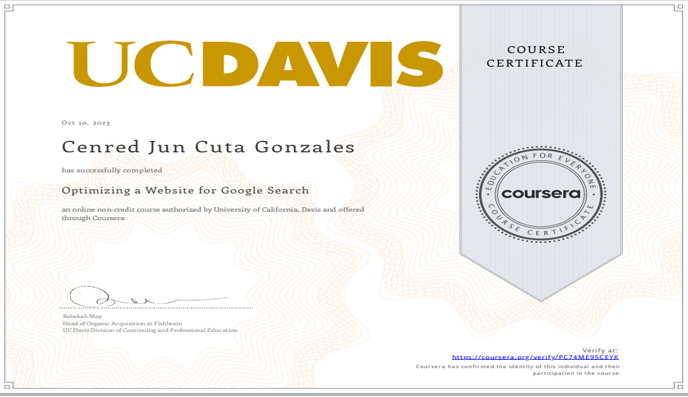 UCDAVIS
COURSE
CERTIFICATE
Oct 10, 2023
Cenred Jun Cuta Gonzales
has successfully completed
Optimizing a Website for Google Search
an online non-credit course authorized by University of California, Davis and offered
through Coursera
EDUCATION FOR EVERYONE
coursera
COURSE CERTIFICATE
Rebekah May
Head of Organic Acquisition at Fishbrain
UC Davis Division of Continuing and Professional Education
Verify at:
https://coursera.org/verify/PC74ME95CEYK
Coursera has confirmed the identity of this individual and their
participation in the course.